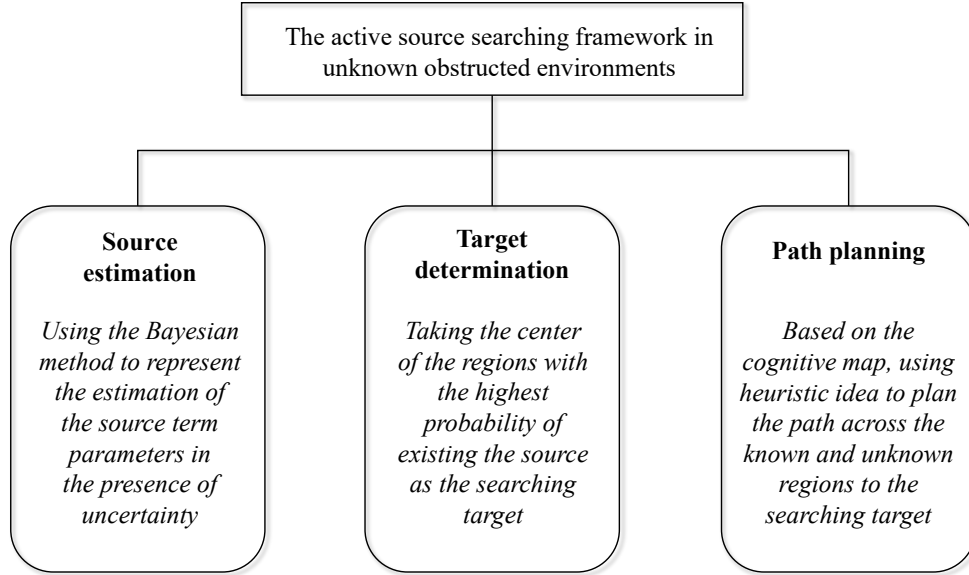 The active source searching framework in
unknown obstructed environments
Source
estimation
Using the Bayesian
method to represent
the estimation of
the source term
parameters in
the presence of
uncertainty
Target
determination
Taking the center
of the regions with
the highest
probability of
existing the source
as the searching
target
Path planning
Based on the
cognitive map, using
heuristic idea to plan
the path across the
known and unknown
regions to the
searching target